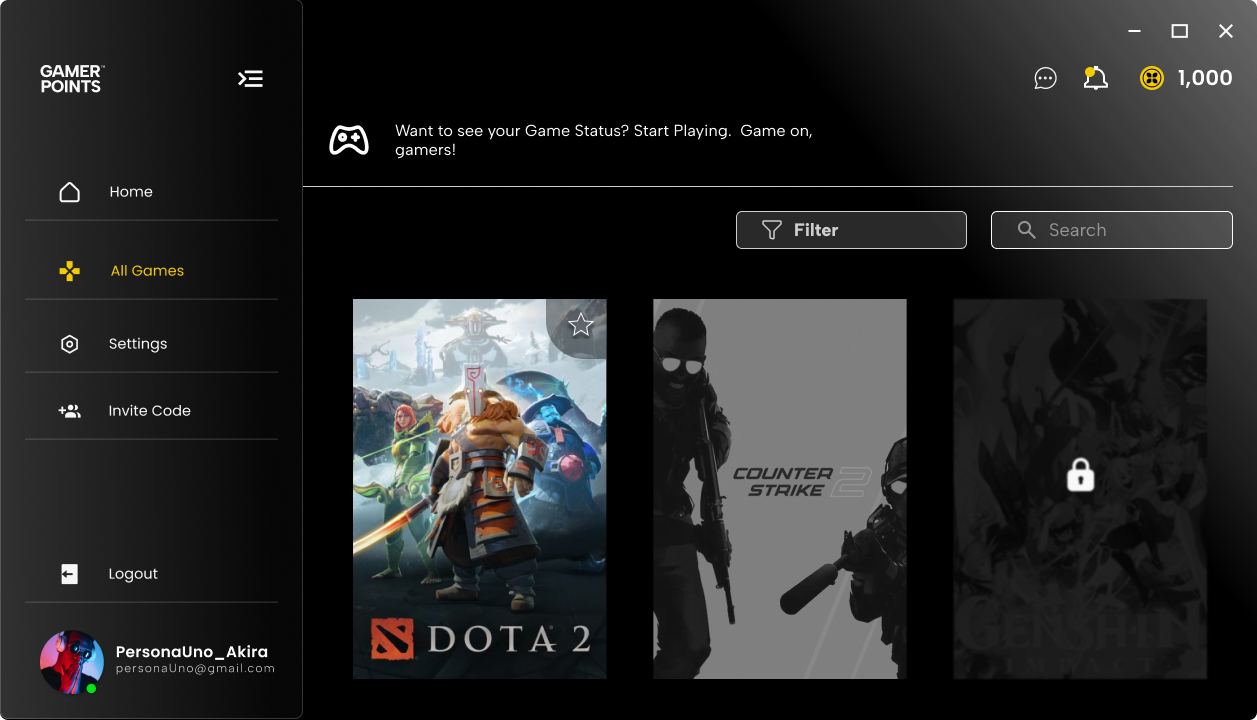 GAMER™
POINTS
1,000
Want to see your Game Status? Start Playing. Game on,
gamers!
Home
All Games
Settings
Invite Code
Logout
PersonaUno_Akira
personaUno@gmail.com
Filter
Search
DOTA 2
COUNTER
STRIKE 2
GENSHIN
IMPACT